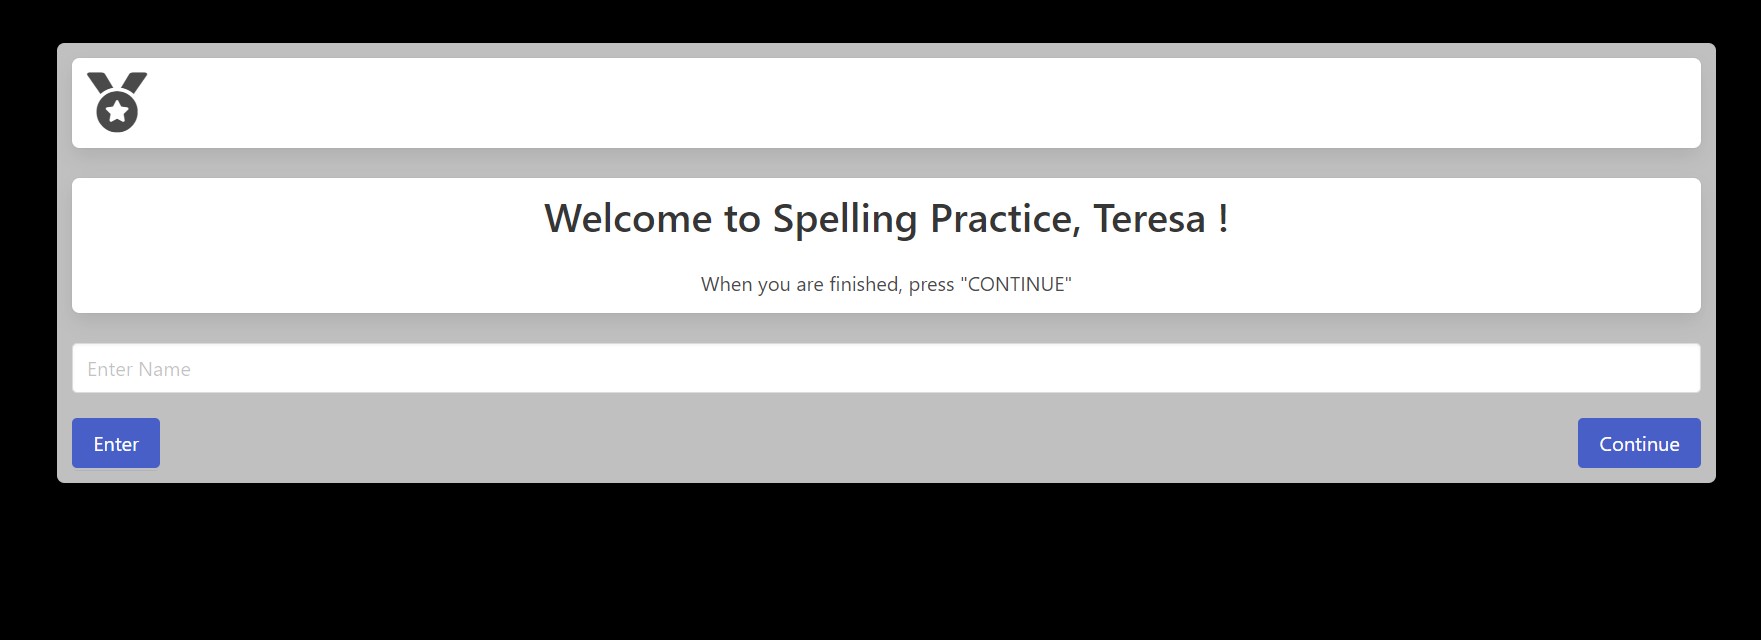 Welcome to Spelling Practice, Teresa !
When you are finished, press "CONTINUE"
Enter Name
Enter
Continue